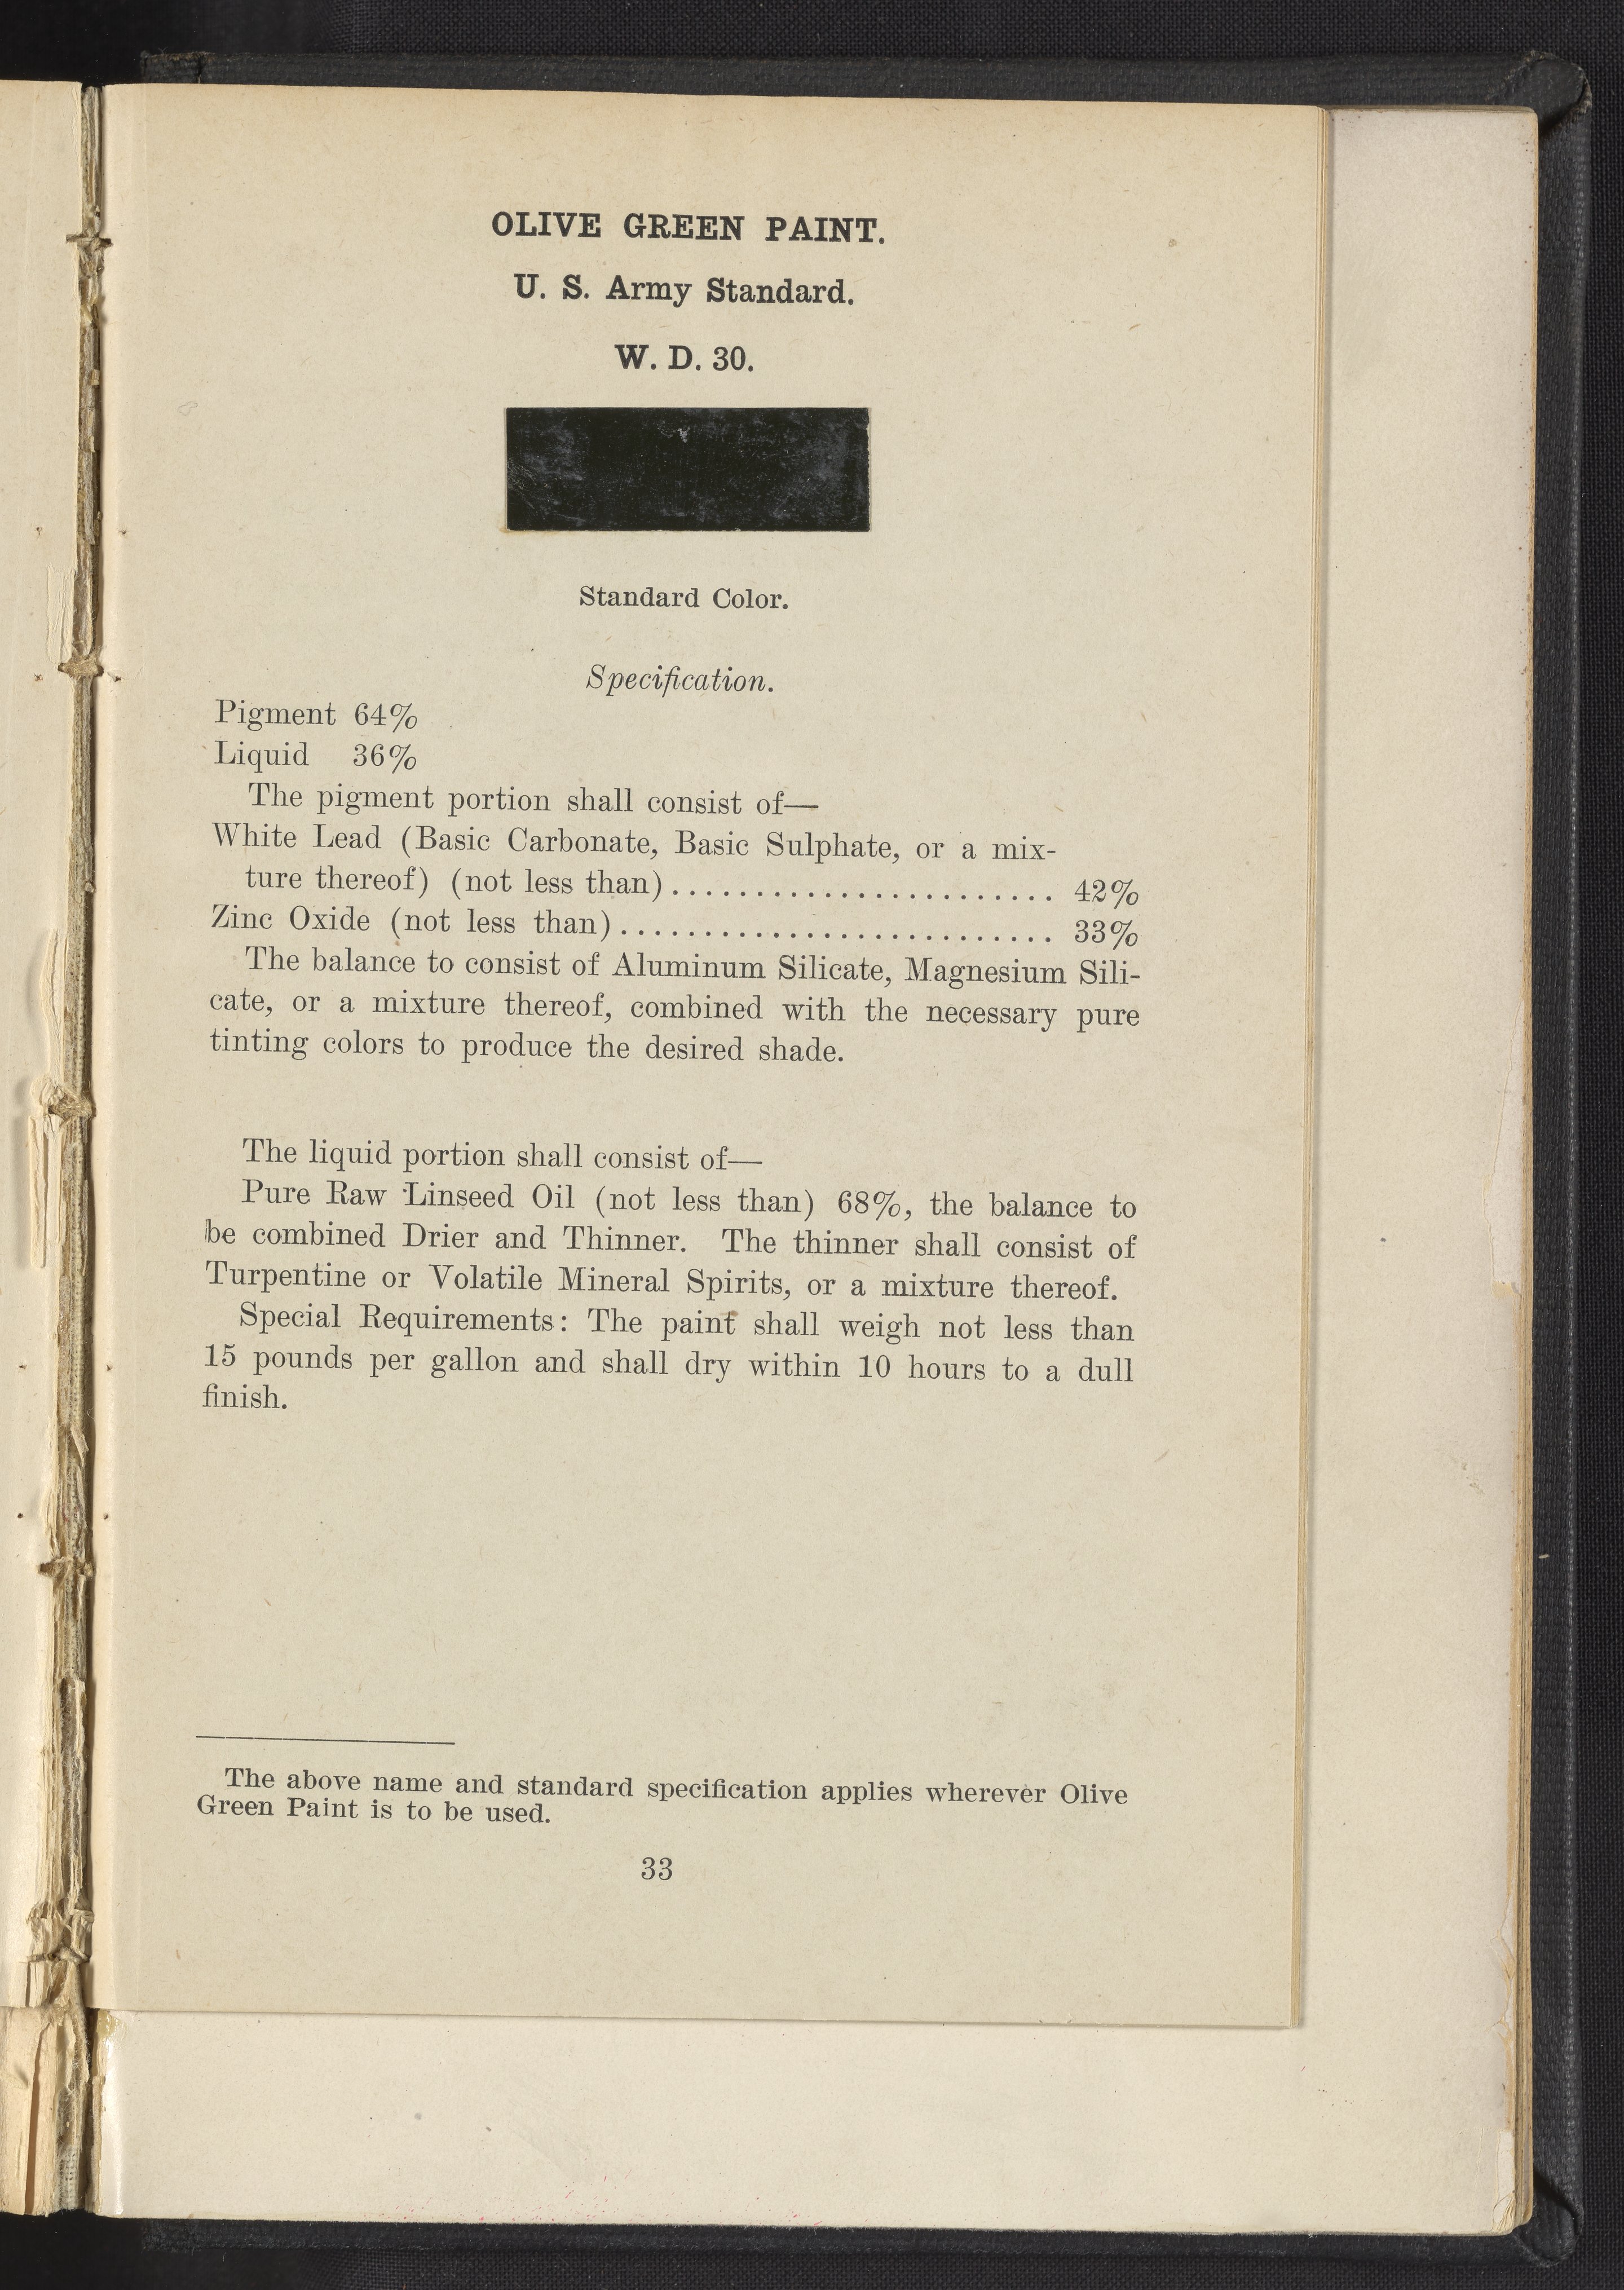 OLIVE GREEN PAINT.
U. S. Army Standard.
W. D. 30.
Standard Color.
Specification.
Pigment 64%
Liquid 36%
The pigment portion shall consist of—
White Lead (Basic Carbonate, Basic Sulphate, or a mix-
ture thereof) (not less than)........................ 42%
Zinc Oxide (not less than)........................... 33%
The balance to consist of Aluminum Silicate, Magnesium Sili-
cate, or a mixture thereof, combined with the necessary pure
tinting colors to produce the desired shade.
The liquid portion shall consist of—
Pure Raw Linseed Oil (not less than) 68%, the balance to
be combined Drier and Thinner. The thinner shall consist of
Turpentine or Volatile Mineral Spirits, or a mixture thereof.
Special Requirements: The paint shall weigh not less than
15 pounds per gallon and shall dry within 10 hours to a dull
finish.
The above name and standard specification applies wherever Olive
Green Paint is to be used.
33